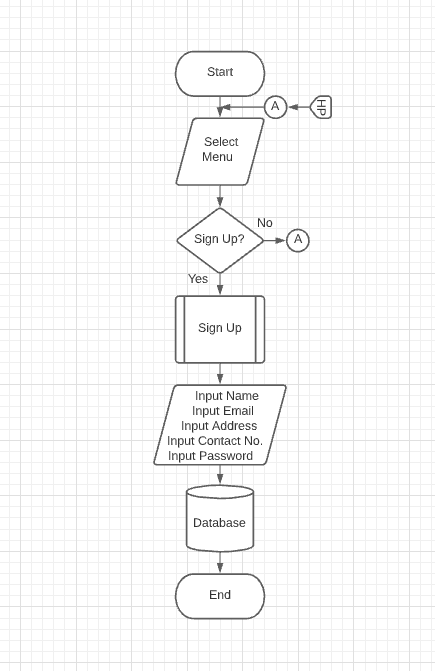 Start
A
HP
Select
Menu
No
Sign Up?
A
Yes
Sign Up
Input Name
Input Email
Input Address
Input Contact No.
Input Password
Database
End